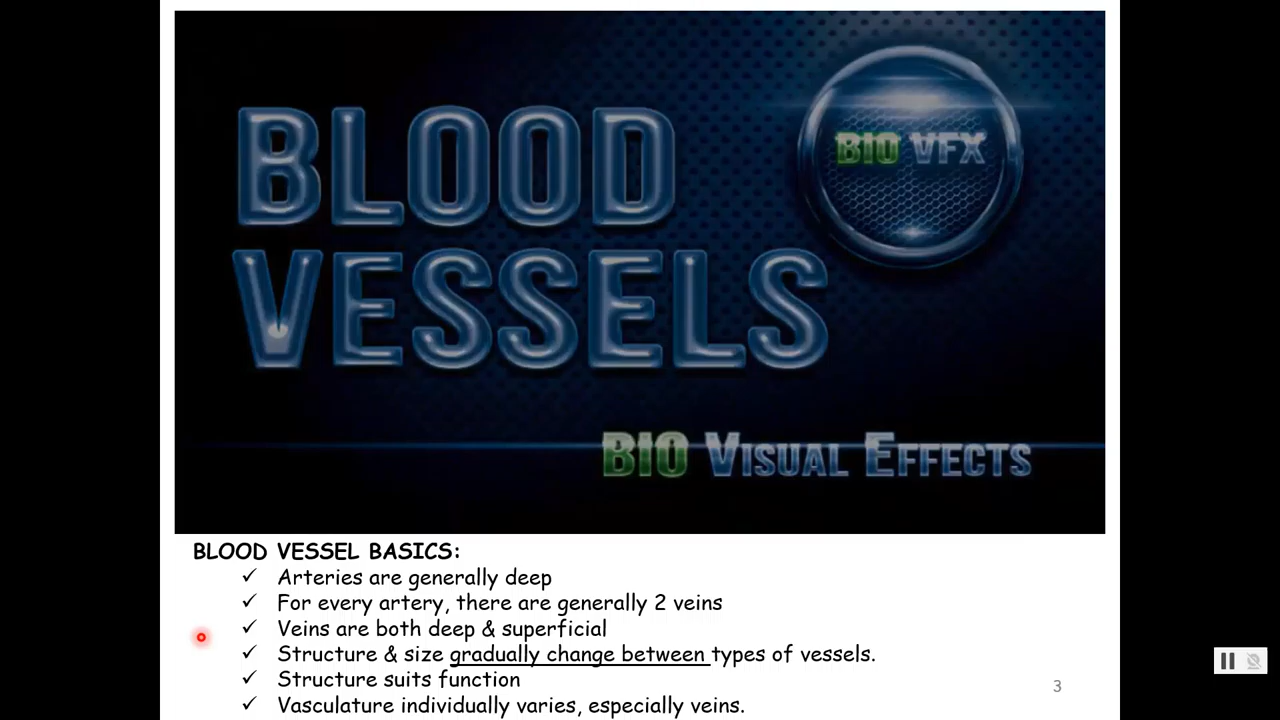 BLOOD
BIO VFX
VESSELS
BIO VISUAL EFFECTS
BLOOD VESSEL BASICS:
✓ Arteries are generally deep
✓ For every artery, there are generally 2 veins
✓ Veins are both deep & superficial
✓ Structure & size gradually change between types of vessels.
✓ Structure suits function
✓ Vasculature individually varies, especially veins.
3